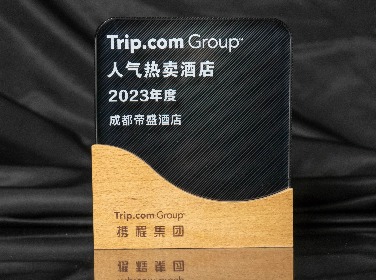 Trip.com Group™
人气热卖酒店
2023年度
成都帝盛酒店
Trip.com Group
携程集团